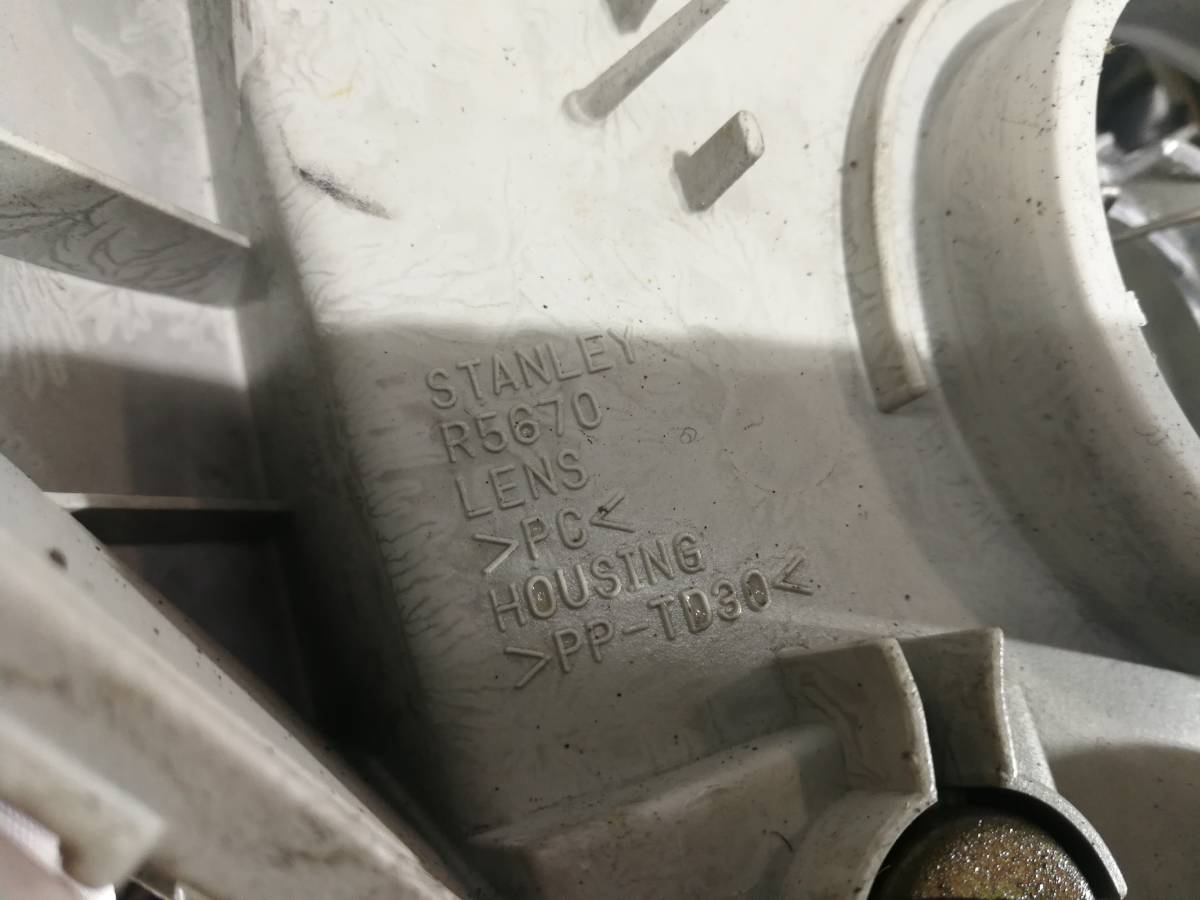 STANLEY
R5670
LENS
>PC<
HOUSING
>PP-TD30<